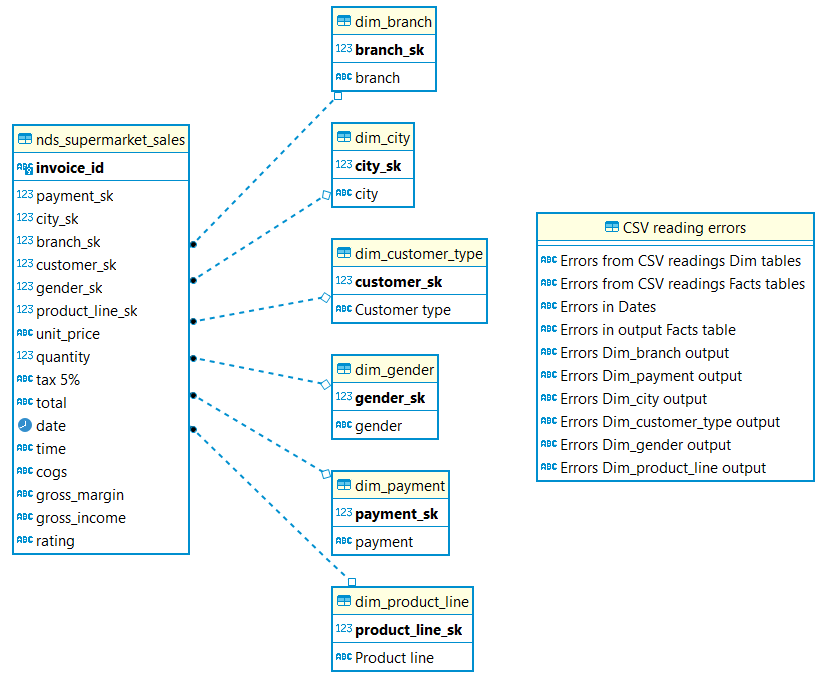 nds_supermarket_sales
invoice_id
123 payment_sk
123 city_sk
123 branch_sk
123 customer_sk
123 gender_sk
123 product_line_sk
ABC unit_price
123 quantity
ABC tax 5%
ABC total
date
ABC time
ABC cogs
ABC gross_margin
ABC gross_income
ABC rating
dim_branch
123 branch_sk
ABC branch
dim_city
123 city_sk
ABC city
dim_customer_type
123 customer_sk
ABC Customer type
dim_gender
123 gender_sk
ABC gender
dim_payment
123 payment_sk
ABC payment
dim_product_line
123 product_line_sk
ABC Product line
CSV reading errors
ABC Errors from CSV readings Dim tables
ABC Errors from CSV readings Facts tables
ABC Errors in Dates
ABC Errors in output Facts table
ABC Errors Dim_branch output
ABC Errors Dim_payment output
ABC Errors Dim_city output
ABC Errors Dim_customer_type output
ABC Errors Dim_gender output
ABC Errors Dim_product_line output